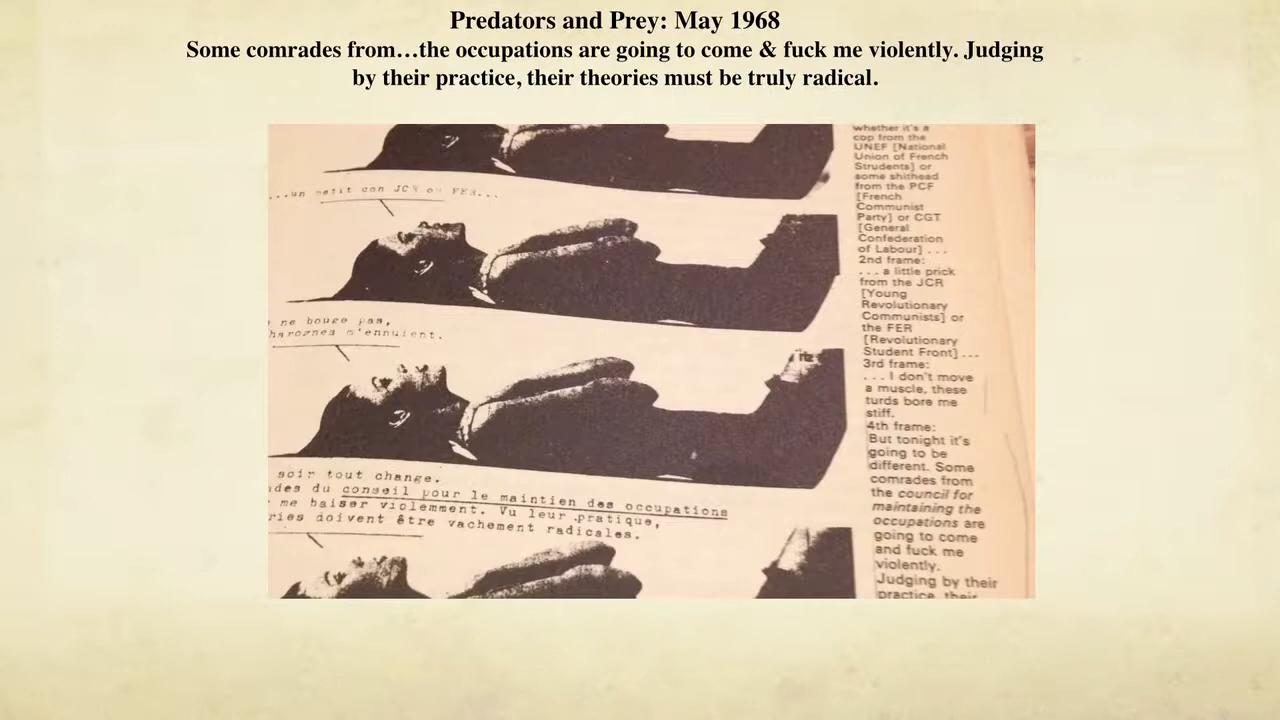 Predators and Prey: May 1968
Some comrades from…the occupations are going to come & fuck me violently. Judging
by their practice, their theories must be truly radical.
...un petit con JCR ou FER...
ne bouge pas,
m'ennuient.
soir tout change.
du conseil pour le maintien des occupations
me baiser violemment. Vu leur pratique,
doivent être vachement radicales.
whether it's a
cop from the
UNEF [National
Union of French
Strudents] or
some shithead
from the PCF
[French
Communist
Party] or CGT
[General
Confederation
of Labour] . . .
2nd frame:
. . . a little prick
from the JCR
[Young
Revolutionary
Communists] or
the FER
[Revolutionary
Student Front] . . .
3rd frame:
. . . I don't move
a muscle, these
turds bore me
stiff.
4th frame:
But tonight it's
going to be
different. Some
comrades from
the council for
maintaining the
occupations are
going to come
and fuck me
violently.
Judging by their
practice, their